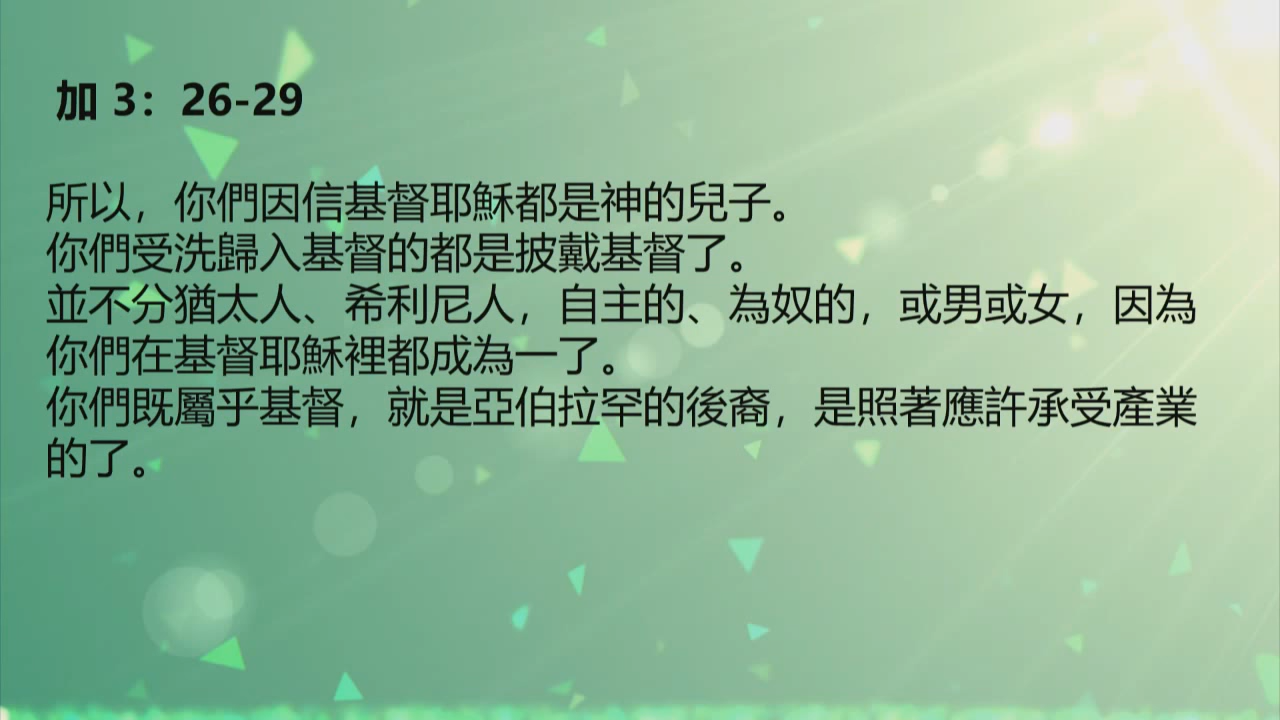 加 3：26-29
所以，你們因信基督耶穌都是神的兒子。
你們受洗歸入基督的都是披戴基督了。
並不分猶太人、希利尼人，自主的、為奴的，或男或女，因為
你們在基督耶穌裡都成為一了。
你們既屬乎基督，就是亞伯拉罕的後裔，是照著應許承受產業
的了。